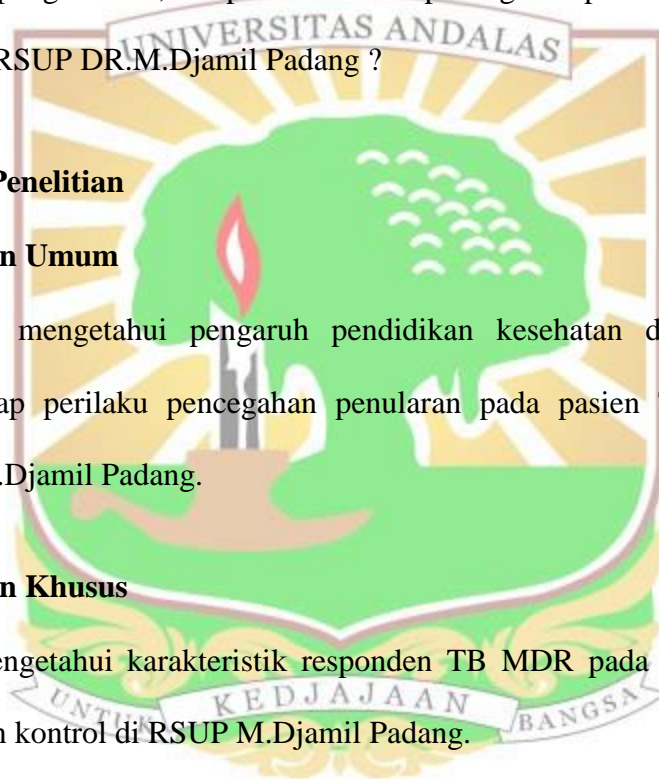 UNIVERSITAS ANDALAS
RSUP DR.M.Djamil Padang ?
Penelitian
n Umum
mengetahui pengaruh pendidikan kesehatan d
ap perilaku pencegahan penularan pada pasien
.Djamil Padang.
n Khusus
engetahui karakteristik responden TB MDR pada
n kontrol di RSUP M.Djamil Padang.
UNTUK KEDJAJAAN BANGSA